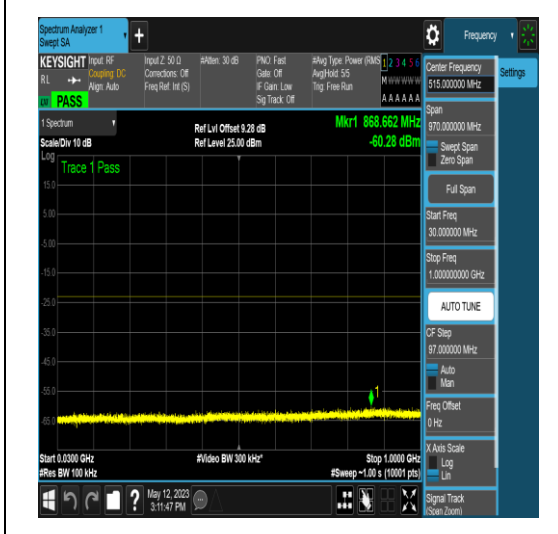 Spectrum Analyzer 1
Swept SA
+
Frequency
KEYSIGHT
RL
Input: RF
Coupling: DC
Align: Auto
Input Z: 50 Ω
Corrections: Off
Freq Ref: Int (S)
#Atten: 30 dB
PNO: Fast
Gate: Off
IF Gain: Low
Sig Track: Off
#Avg Type: Power (RMS
Avg|Hold: 5/5
Trig: Free Run
1 2 3 4 5 6
M W W W W W
A A A A A A
PASS
1 Spectrum
Scale/Div 10 dB
Ref Lvl Offset 9.28 dB
Ref Level 25.00 dBm
Mkr1 868.662 MHz
-60.28 dBm
Log
Trace 1 Pass
15.0
5.00
-5.00
-15.0
-25.0
-35.0
-45.0
-55.0
-65.0
1
Start 0.0300 GHz
#Res BW 100 kHz
#Video BW 300 kHz*
Stop 1.0000 GHz
#Sweep ~1.00 s (10001 pts)
?
May 12, 2023
3:11:47 PM
Center Frequency
515.000000 MHz
Settings
Span
970.000000 MHz
Swept Span
Zero Span
Full Span
Start Freq
30.000000 MHz
Stop Freq
1.000000000 GHz
AUTO TUNE
CF Step
97.000000 MHz
Auto
Man
Freq Offset
0 Hz
X Axis Scale
Log
Lin
Signal Track
(Span Zoom)